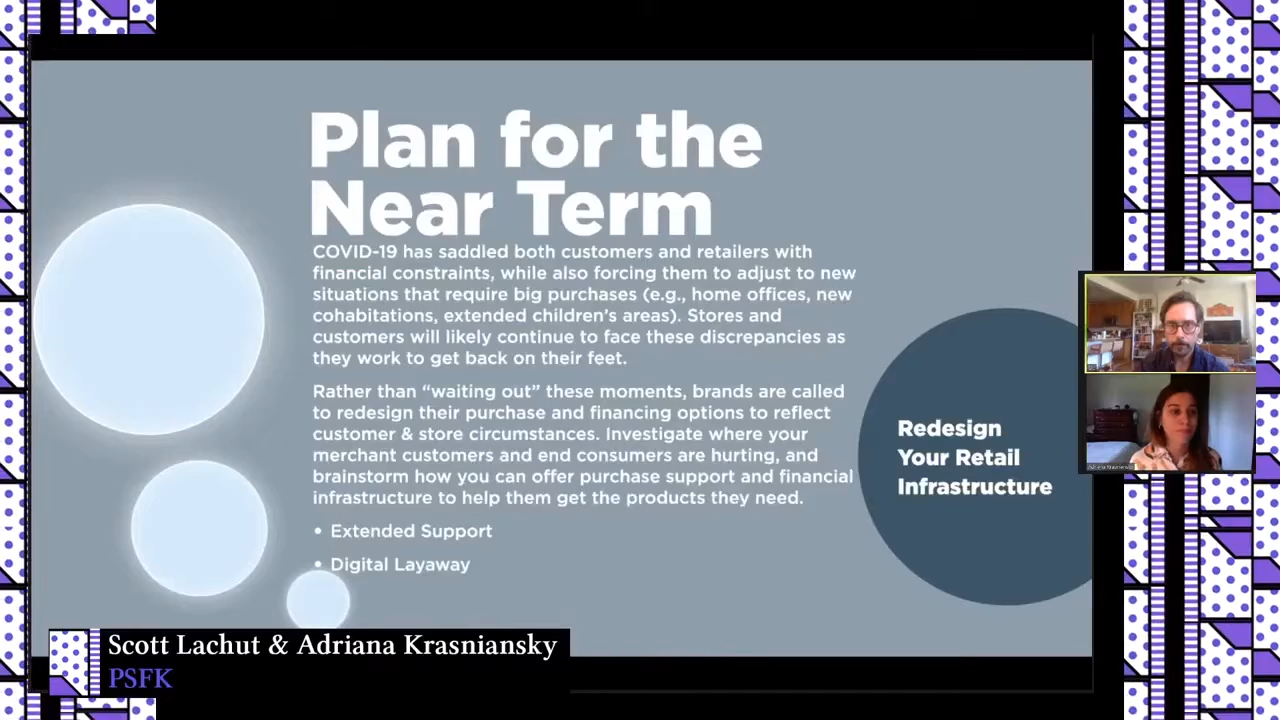 Plan for the
Near Term
COVID-19 has saddled both customers and retailers with
financial constraints, while also forcing them to adjust to new
situations that require big purchases (e.g., home offices, new
cohabitations, extended children's areas). Stores and
customers will likely continue to face these discrepancies as
they work to get back on their feet.
Rather than “waiting out” these moments, brands are called
to redesign their purchase and financing options to reflect
customer & store circumstances. Investigate where your
merchant customers and end consumers are hurting, and
brainstorm how you can offer purchase support and financial
infrastructure to help them get the products they need.
• Extended Support
• Digital Layaway
Redesign
Your Retail
Infrastructure
Scott Lachut & Adriana Krasniansky
PSFK